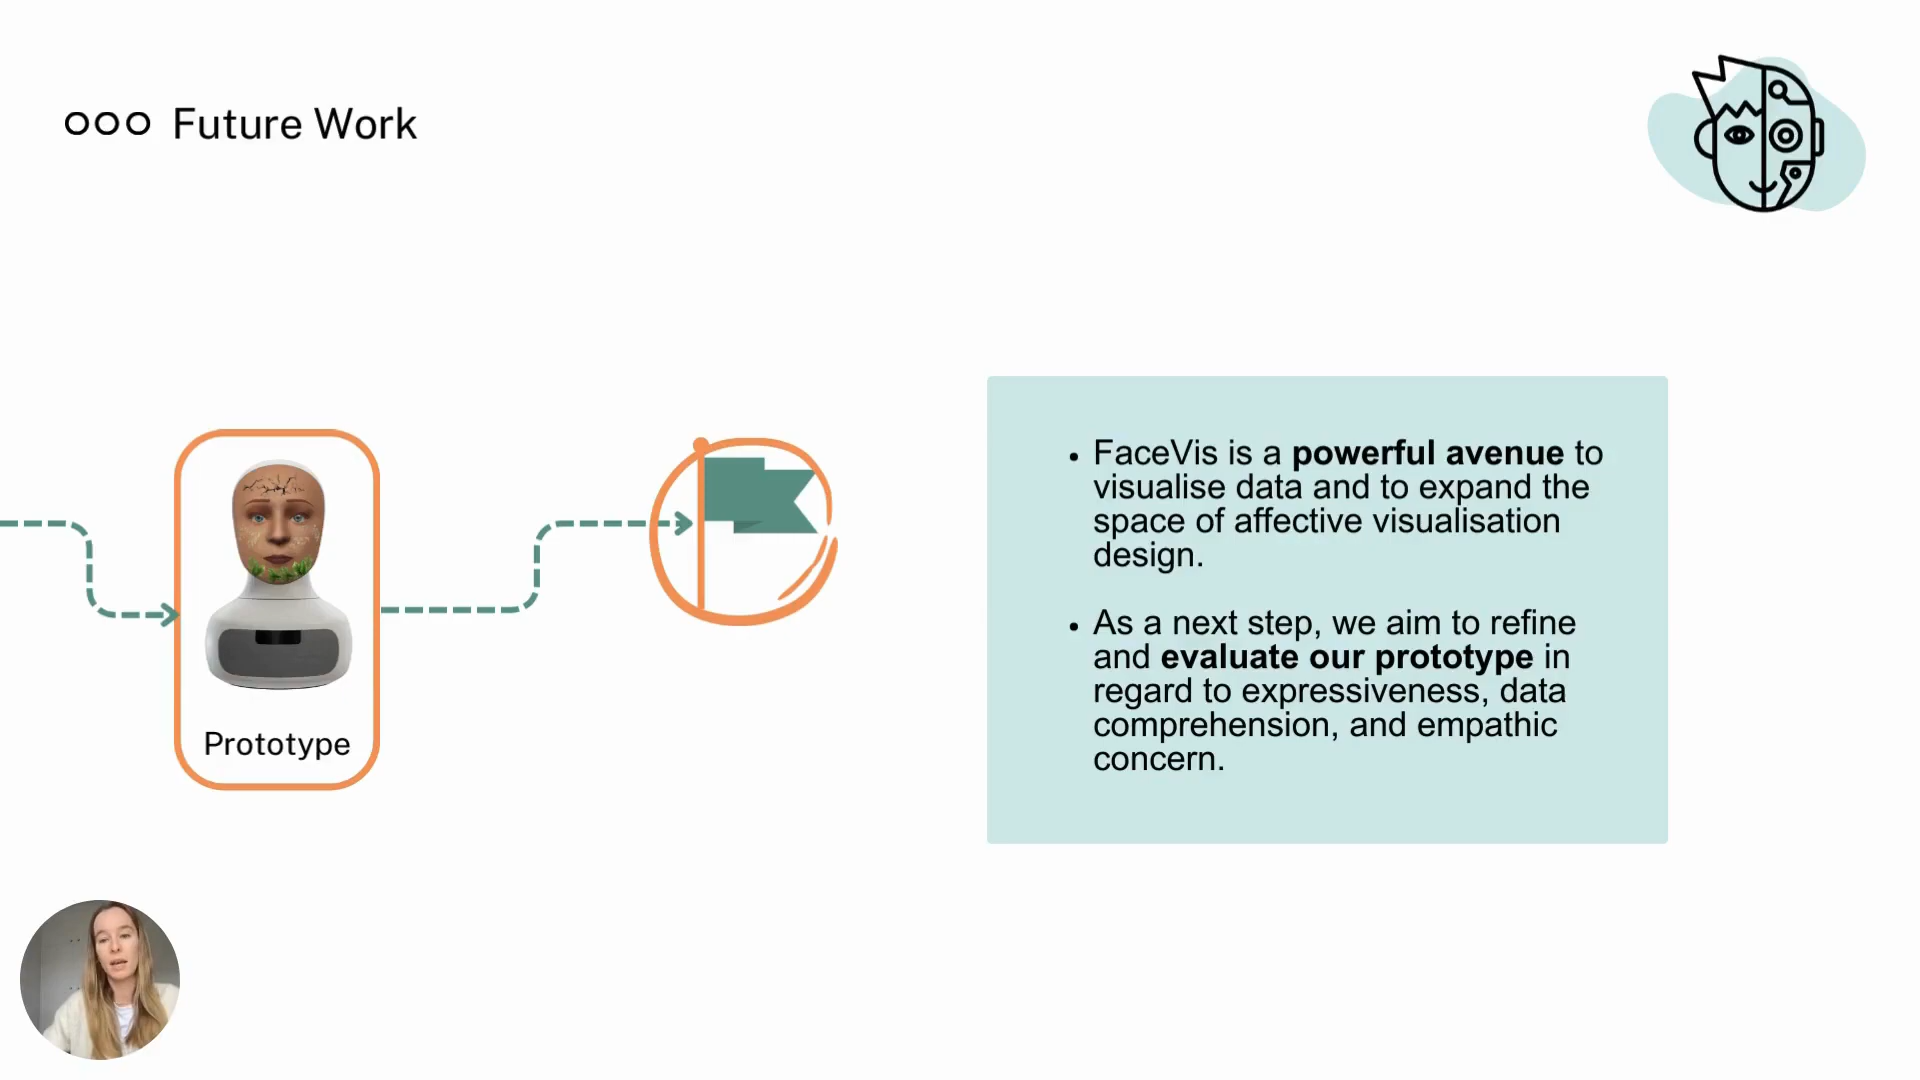 Future Work
FaceVis is a powerful avenue to
visualise data and to expand the
space of affective visualisation
design.
As a next step, we aim to refine
and evaluate our prototype in
regard to expressiveness, data
comprehension, and empathic
concern.
Prototype